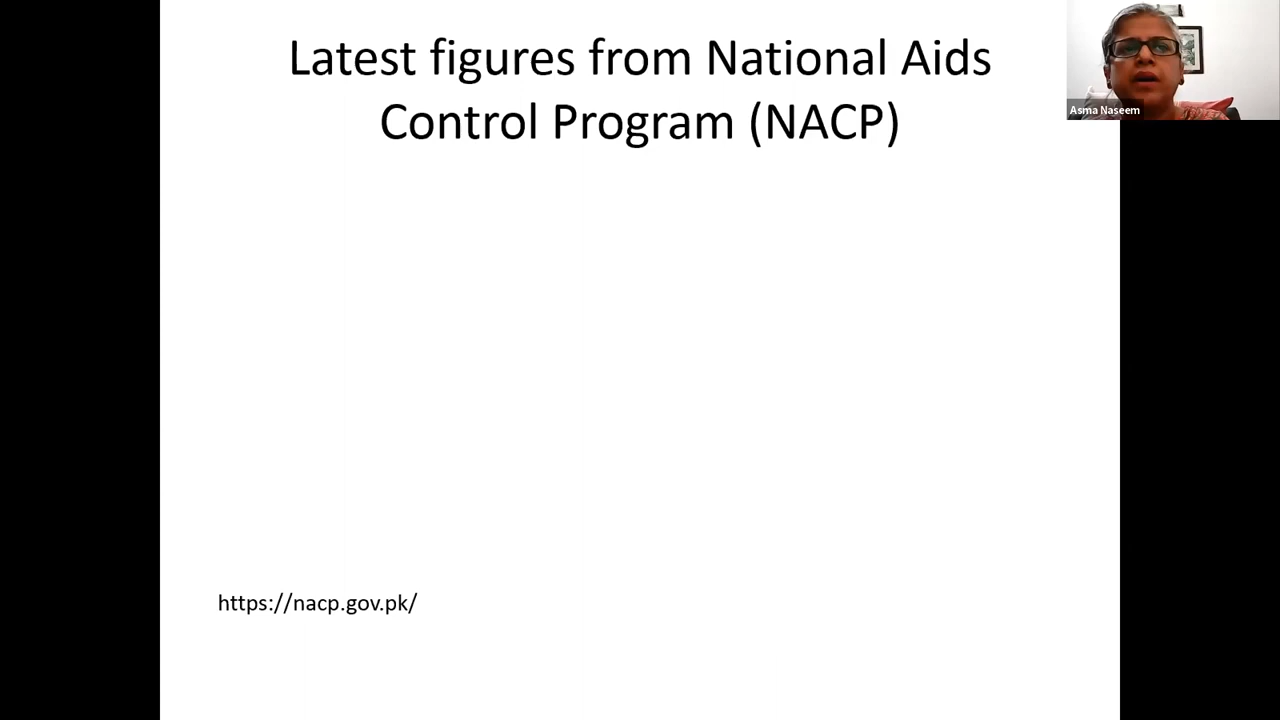 Latest figures from National Aids
Control Program (NACP)
Asma Naseem
https://nacp.gov.pk/